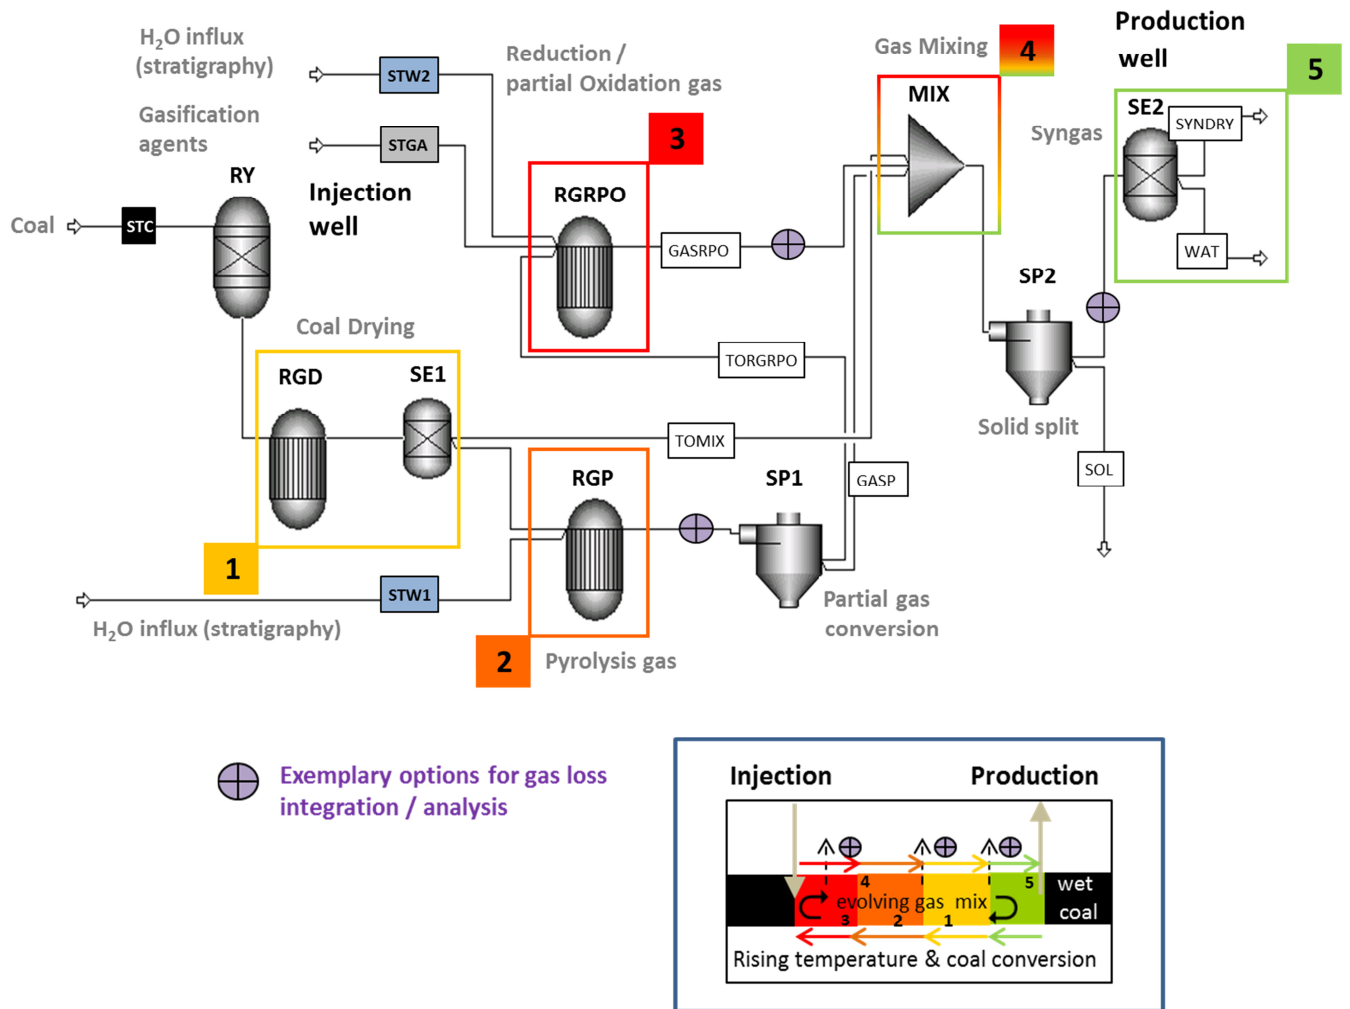 H2O influx
(stratigraphy)
STW2
Reduction /
partial Oxidation gas
Gas Mixing
4
Production
well
5
Gasification
agents
STGA
3
MIX
SE2
SYNDRY
Syngas
RY
Injection
well
RGRPO
Coal
STC
GASRPO
WAT
SP2
Coal Drying
TORGRPO
RGD
SE1
Solid split
TOMIX
SOL
RGP
SP1
GASP
1
STW1
Partial gas
conversion
H2O influx (stratigraphy)
2
Pyrolysis gas
Exemplary options for gas loss
integration / analysis
Injection
Production
4
5
wet
coal
evolving gas mix
3
2
1
Rising temperature & coal conversion